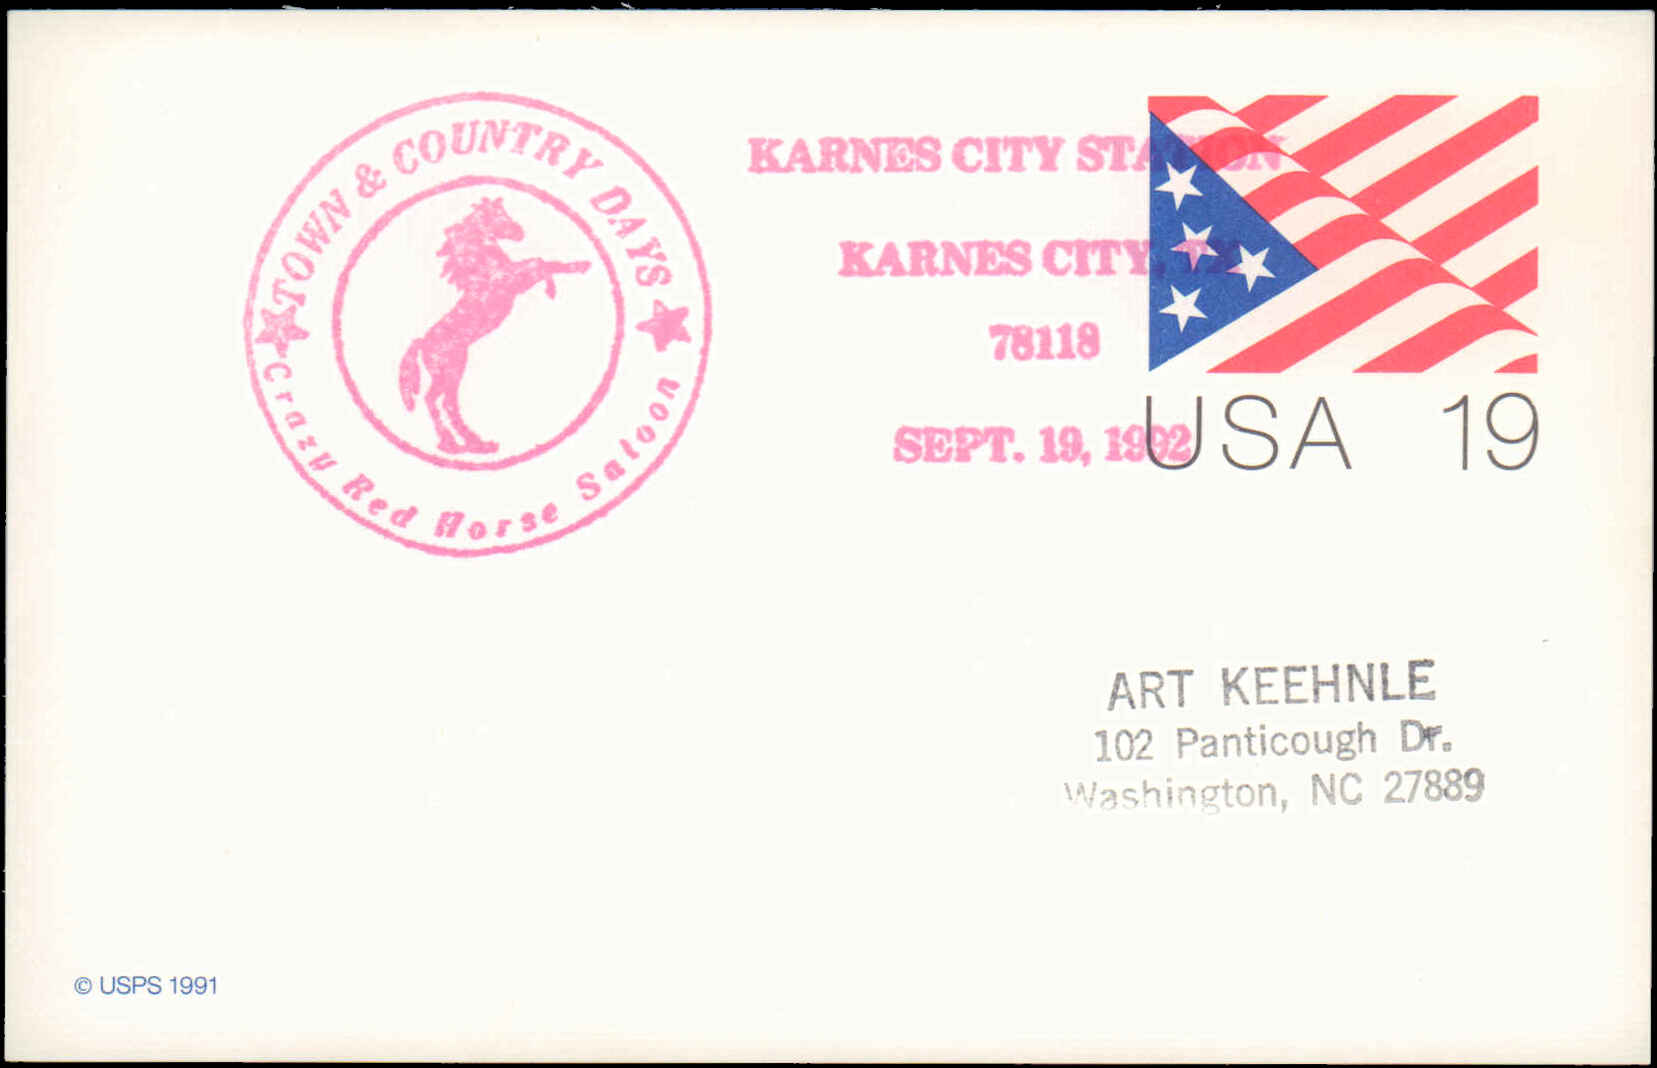 TOWN & COUNTRY DAYS
Crazy Red Horse Saloon
KARNES CITY STATION
KARNES CITY, TX
78118
SEPT. 19, 1992
USA 19
ART KEEHNLE
102 Panticough Dr.
Washington, NC 27889
© USPS 1991